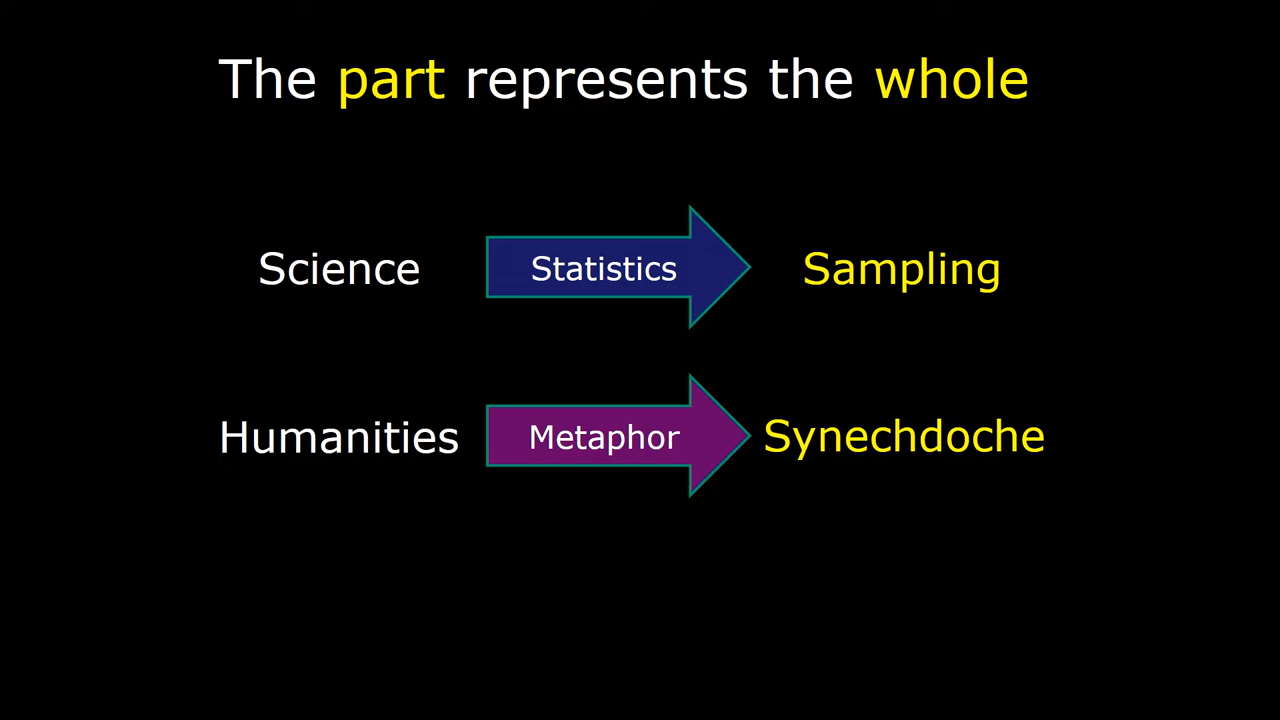 The part represents the whole
Science Statistics Sampling
Humanities Metaphor Synechdoche